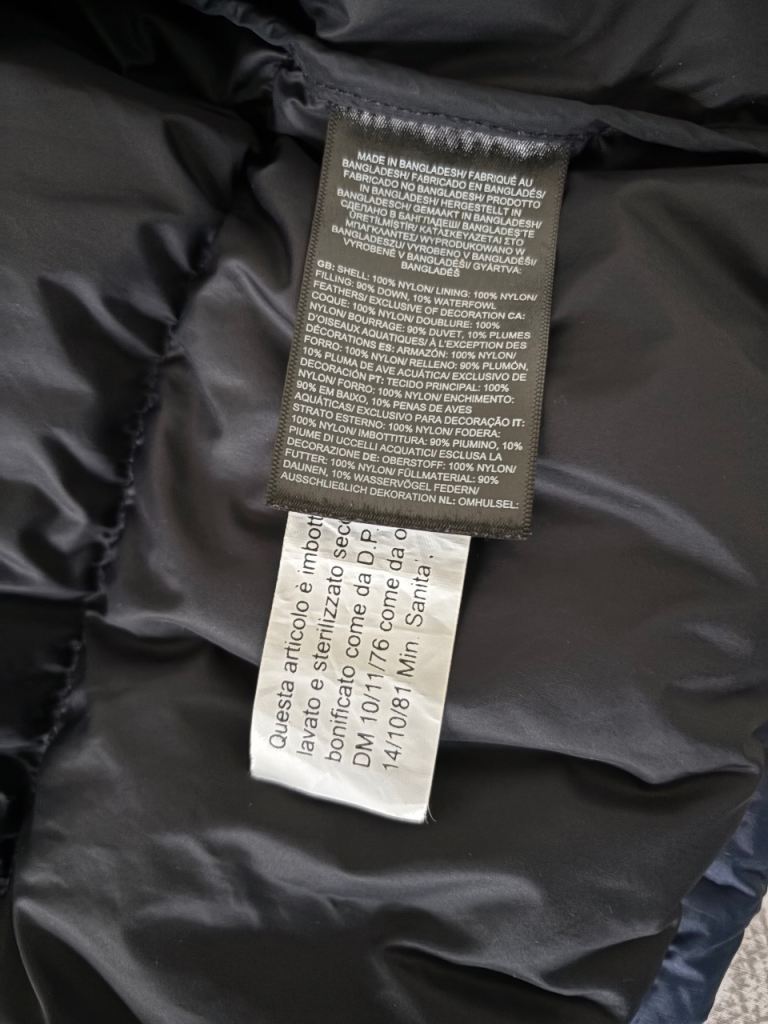 MADE IN BANGLADESH/ FABRIQUÉ AU
BANGLADESH/ FABRICADO EN BANGLADÉS/
FABRICADO NO BANGLADESH/ PRODOTTO
IN BANGLADESH/ HERGESTELLT IN
BANGLADESCH/ GEMAAKT IN BANGLADESH/
СДЕЛАНО В БАНГЛАДЕШ/ BANGLADEŞ'TE
ÜRETİLMİŞTİR/ ΚΑΤΑΣΚΕΥΑΖΕΤΑΙ ΣΤΟ
ΜΠΑΓΚΛΑΝΤΕΣ/ WYPRODUKOWANO W
BANGLADESZU/ VYROBENO V BANGLADÉŠI/
VYROBENÉ V BANGLADÉŠI/ GYÁRTVA:
BANGLADÉS
GB: SHELL: 100% NYLON/ LINING: 100% NYLON/
FILLING: 90% DOWN, 10% WATERFOWL
FEATHERS/ EXCLUSIVE OF DECORATION CA:
COQUE: 100% NYLON/ DOUBLURE: 100%
NYLON/ BOURRAGE: 90% DUVET, 10% PLUMES
D'OISEAUX AQUATIQUES/ À L'EXCEPTION DES
DÉCORATIONS ES: ARMAZÓN: 100% NYLON/
FORRO: 100% NYLON/ RELLENO: 90% PLUMÓN,
10% PLUMA DE AVE ACUÁTICA/ EXCLUSIVO DE
DECORACIÓN PT: TECIDO PRINCIPAL: 100%
NYLON/ FORRO: 100% NYLON/ ENCHIMENTO:
90% EM BAIXO, 10% PENAS DE AVES
AQUÁTICAS/ EXCLUSIVO PARA DECORAÇÃO IT:
STRATO ESTERNO: 100% NYLON/ FODERA:
100% NYLON/ IMBOTTITURA: 90% PIUMINO, 10%
PIUME DI UCCELLI ACQUATICI/ ESCLUSA LA
DECORAZIONE DE: OBERSTOFF: 100% NYLON/
FUTTER: 100% NYLON/ FÜLLMATERIAL: 90%
DAUNEN, 10% WASSERVÖGEL FEDERN/
AUSSCHLIEßLICH DEKORATION NL: OMHULSEL:
Questa articolo è imbott
lavato e sterilizzato sec
bonificato come da D.P.
DM 10/11/76 come da o
14/10/81 Min. Sanita',